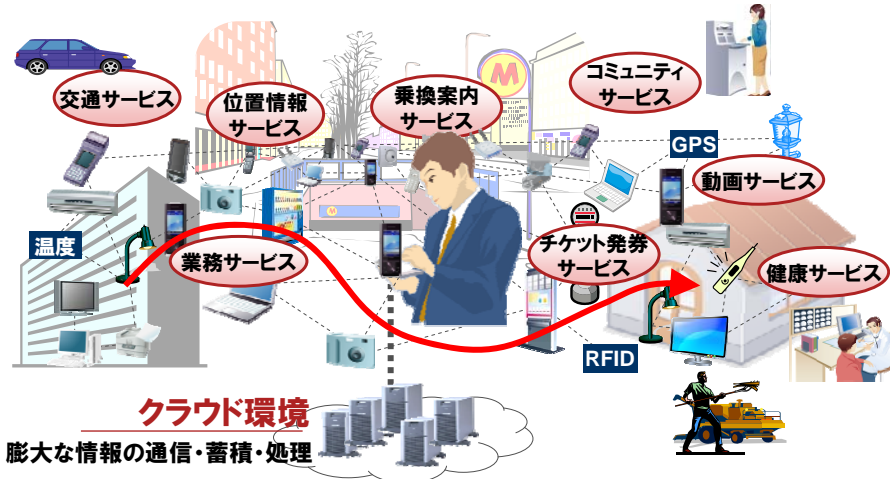 交通サービス
位置情報
サービス
乗換案内
サービス
コミュニティ
サービス
M
GPS
動画サービス
温度
業務サービス
チケット発券
サービス
健康サービス
M
RFID
クラウド環境
膨大な情報の通信・蓄積・処理